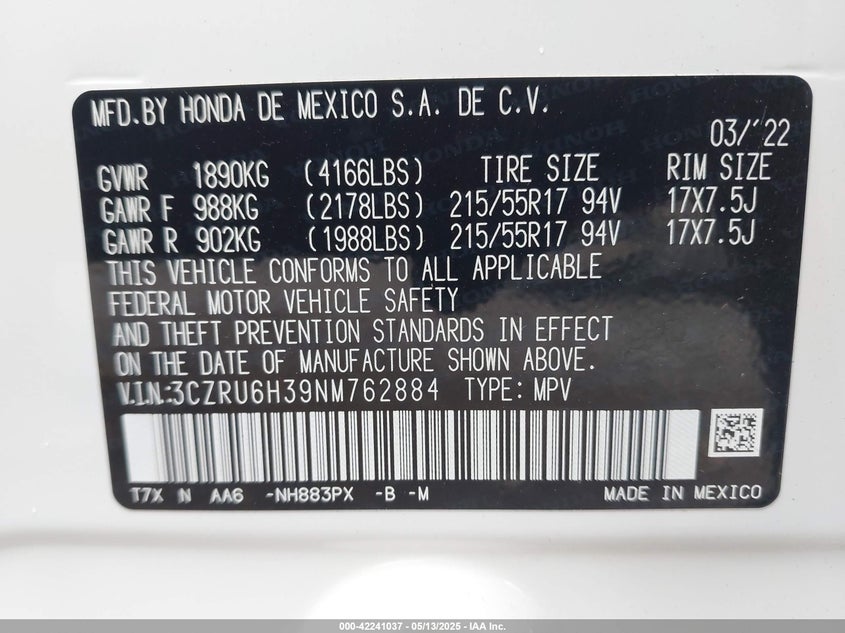 MFD.BY HONDA DE MEXICO S.A. DE C.V.
03/'22
GVWR 1890KG (4166LBS) TIRE SIZE RIM SIZE
GAWR F 988KG (2178LBS) 215/55R17 94V 17X7.5J
GAWR R 902KG (1988LBS) 215/55R17 94V 17X7.5J
THIS VEHICLE CONFORMS TO ALL APPLICABLE
FEDERAL MOTOR VEHICLE SAFETY
AND THEFT PREVENTION STANDARDS IN EFFECT
ON THE DATE OF MANUFACTURE SHOWN ABOVE.
V.I.N.:3CZRU6H39NM762884 TYPE: MPV
T7X N AA6 -NH883PX -B -M MADE IN MEXICO
000-42241037 - 05/13/2025 - IAA Inc.